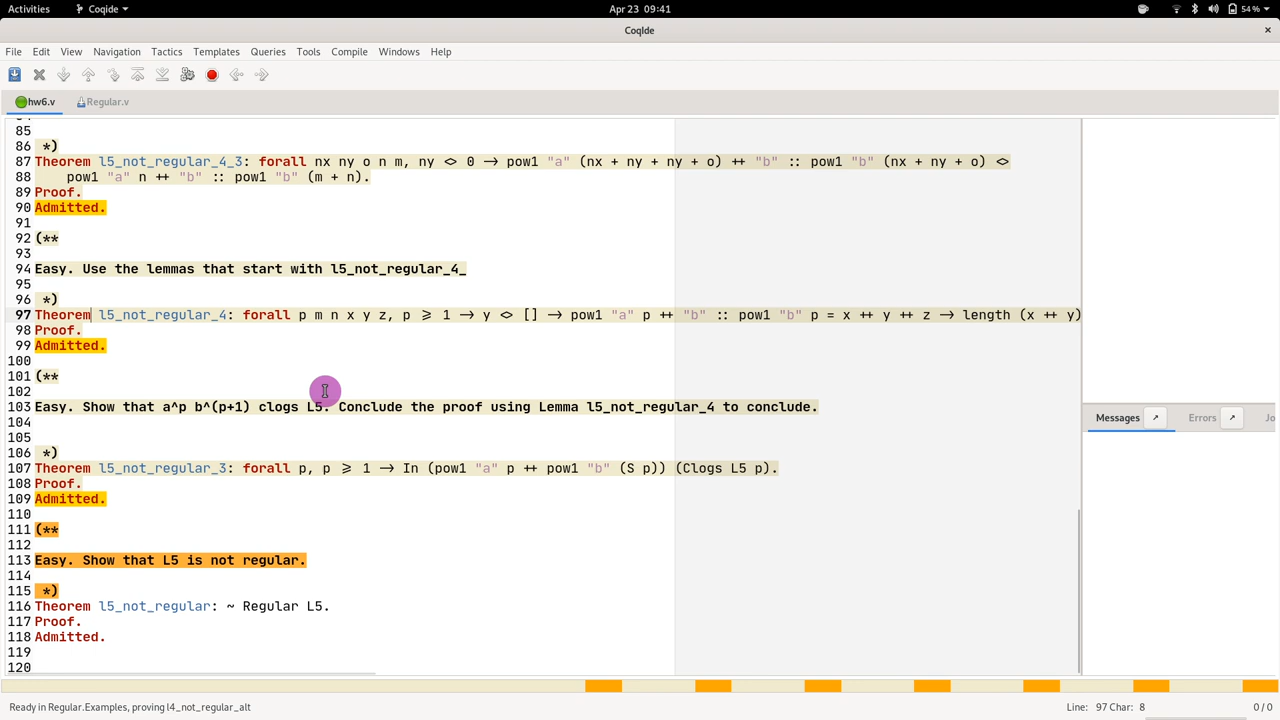 Activities Coqide Apr 23 09:41 54 %
CoqIde ×
File Edit View Navigation Tactics Templates Queries Tools Compile Windows Help
hw6.v Regular.v
85
86 *)
87 Theorem l5_not_regular_4_3: forall nx ny o n m, ny <> 0 -> pow1 "a" (nx + ny + ny + o) ++ "b" :: pow1 "b" (nx + ny + o) <>
88 pow1 "a" n ++ "b" :: pow1 "b" (m + n).
89 Proof.
90 Admitted.
91
92 (**
93
94 Easy. Use the lemmas that start with l5_not_regular_4_
95
96 *)
97 Theorem l5_not_regular_4: forall p m n x y z, p >= 1 -> y <> [] -> pow1 "a" p ++ "b" :: pow1 "b" p = x ++ y ++ z -> length (x ++ y)
98 Proof.
99 Admitted.
100
101 (**
102
103 Easy. Show that a^p b^(p+1) clogs L5. Conclude the proof using Lemma l5_not_regular_4 to conclude.
104
105
106 *)
107 Theorem l5_not_regular_3: forall p, p >= 1 -> In (pow1 "a" p ++ pow1 "b" (S p)) (Clogs L5 p).
108 Proof.
109 Admitted.
110
111 (**
112
113 Easy. Show that L5 is not regular.
114
115 *)
116 Theorem l5_not_regular: ~ Regular L5.
117 Proof.
118 Admitted.
119
120
Messages ↗ Errors ↗ Jo
Ready in Regular.Examples, proving l4_not_regular_alt Line: 97 Char: 8 0 / 0